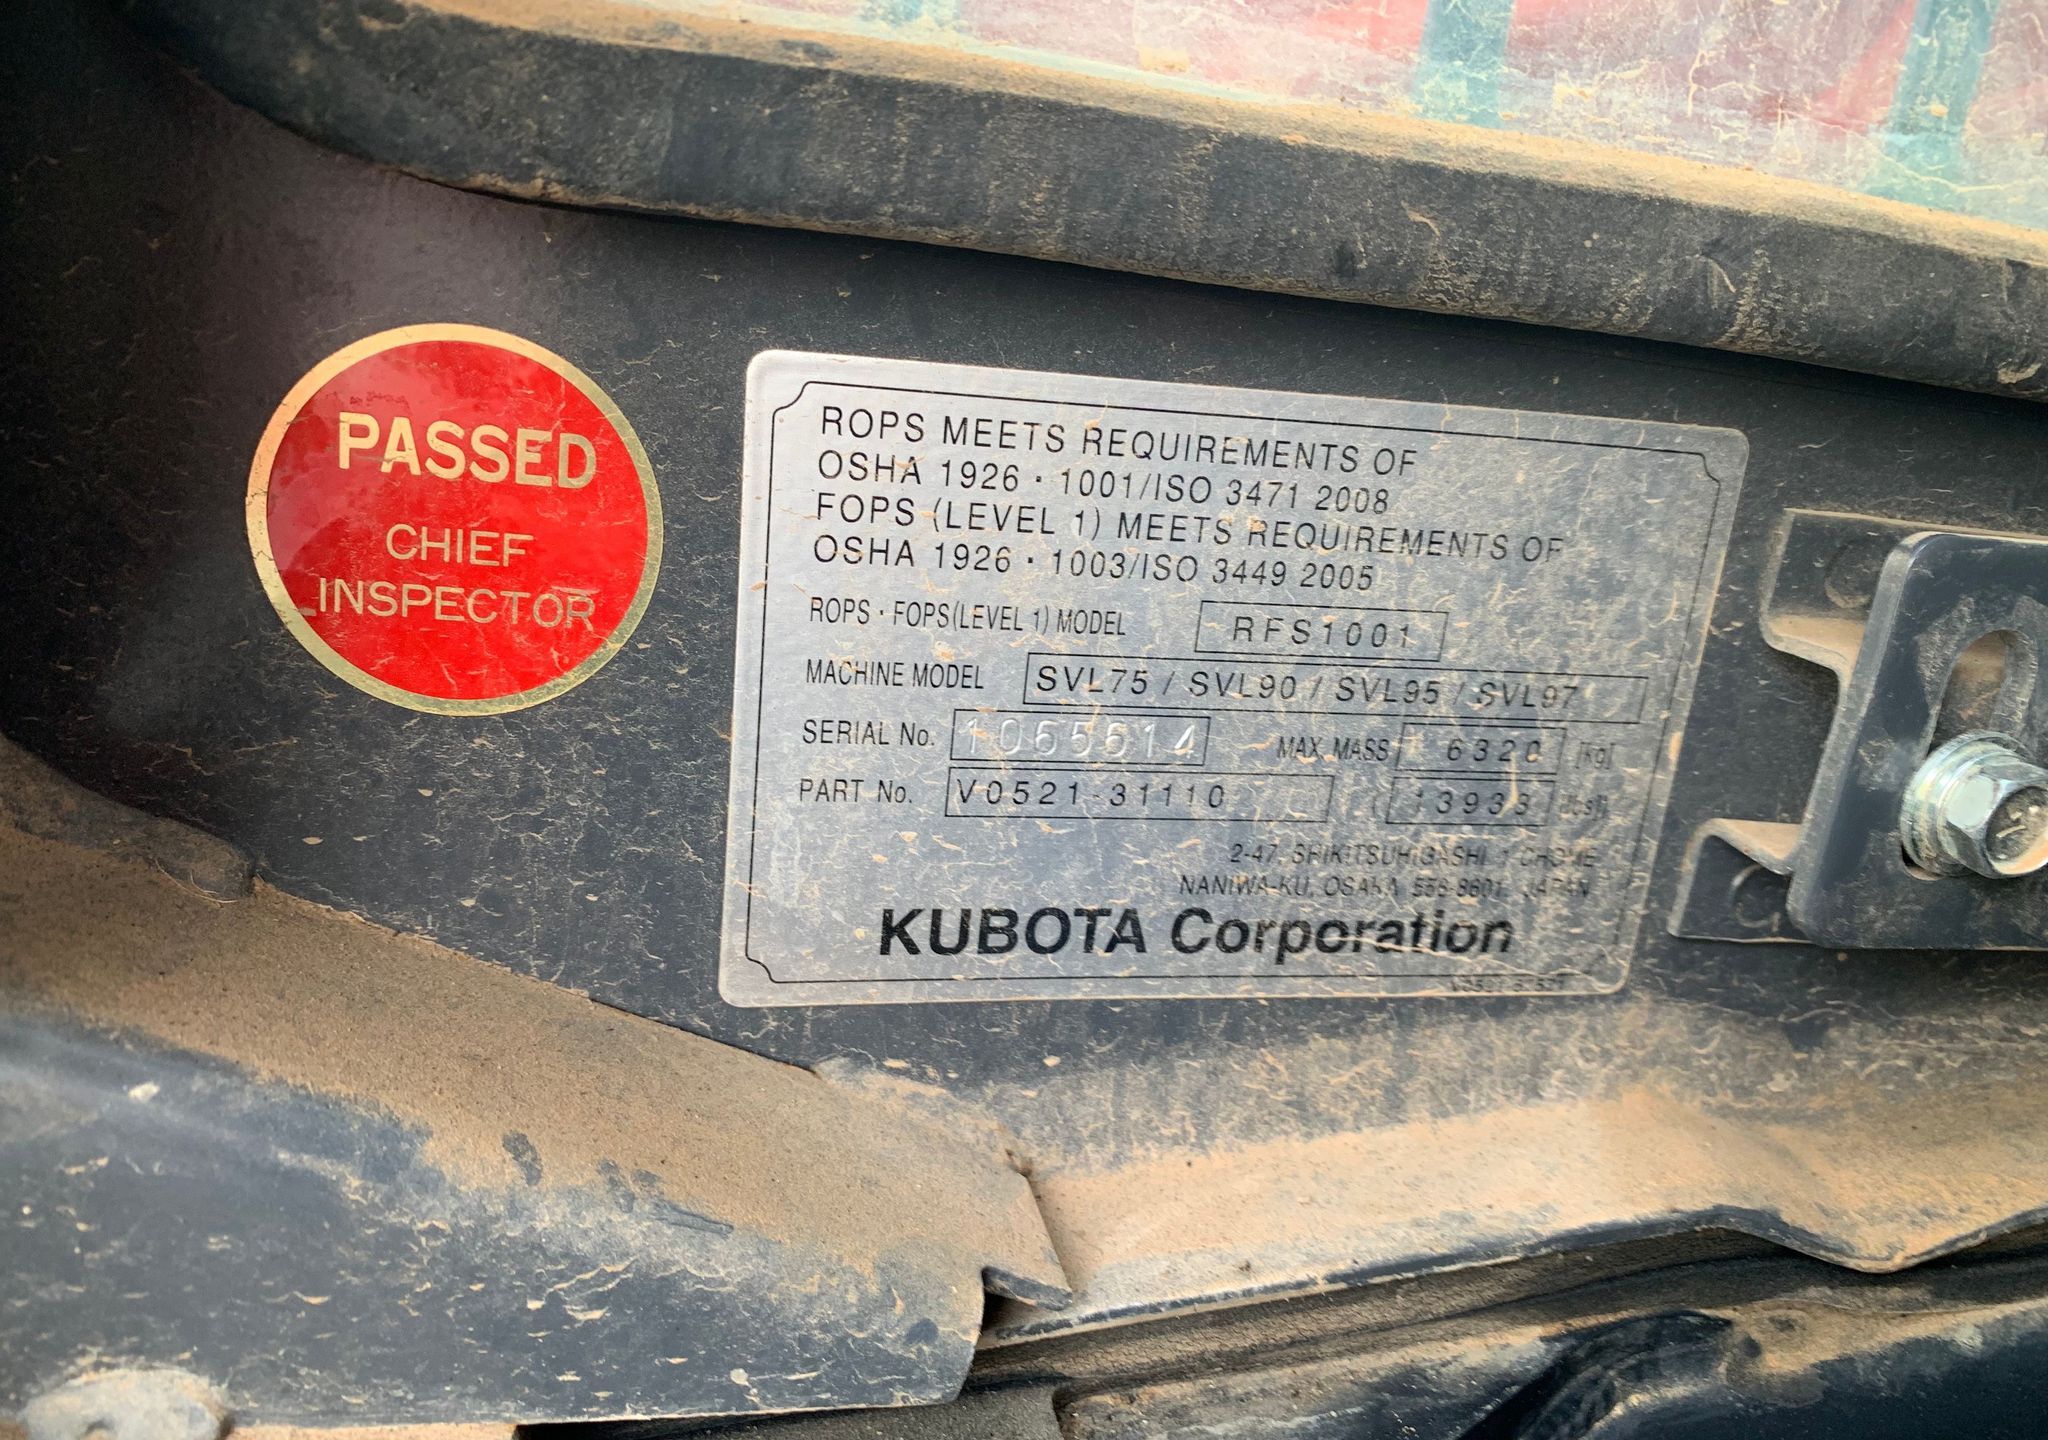 PASSED
CHIEF
INSPECTOR
ROPS MEETS REQUIREMENTS OF
OSHA 1926・1001/ISO 3471 2008
FOPS (LEVEL 1) MEETS REQUIREMENTS OF
OSHA 1926・1003/ISO 3449 2005
ROPS・FOPS(LEVEL 1) MODEL RFS1001
MACHINE MODEL SVL75 / SVL90 / SVL95 / SVL97
SERIAL No. 1065614 MAX. MASS 6320 [kg]
PART No. V0521-31110 (13933 [lbs])
2-47, SHIKITSUHIGASHI 1 CHOME
NANIWA-KU, OSAKA 556-8601, JAPAN
KUBOTA Corporation